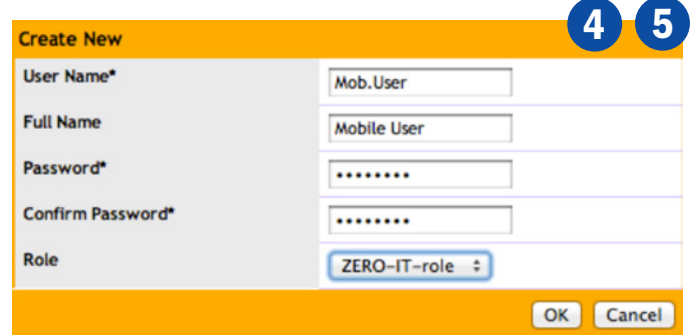 4 5
Create New
User Name* Mob.User
Full Name Mobile User
Password* ••••••••
Confirm Password* ••••••••
Role ZERO-IT-role
OK Cancel